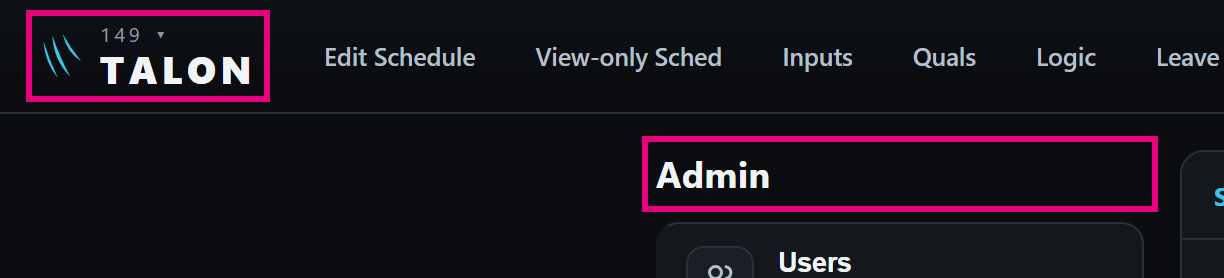 149 ▾
TALON
Edit Schedule View-only Sched Inputs Quals Logic Leave
Admin
Users